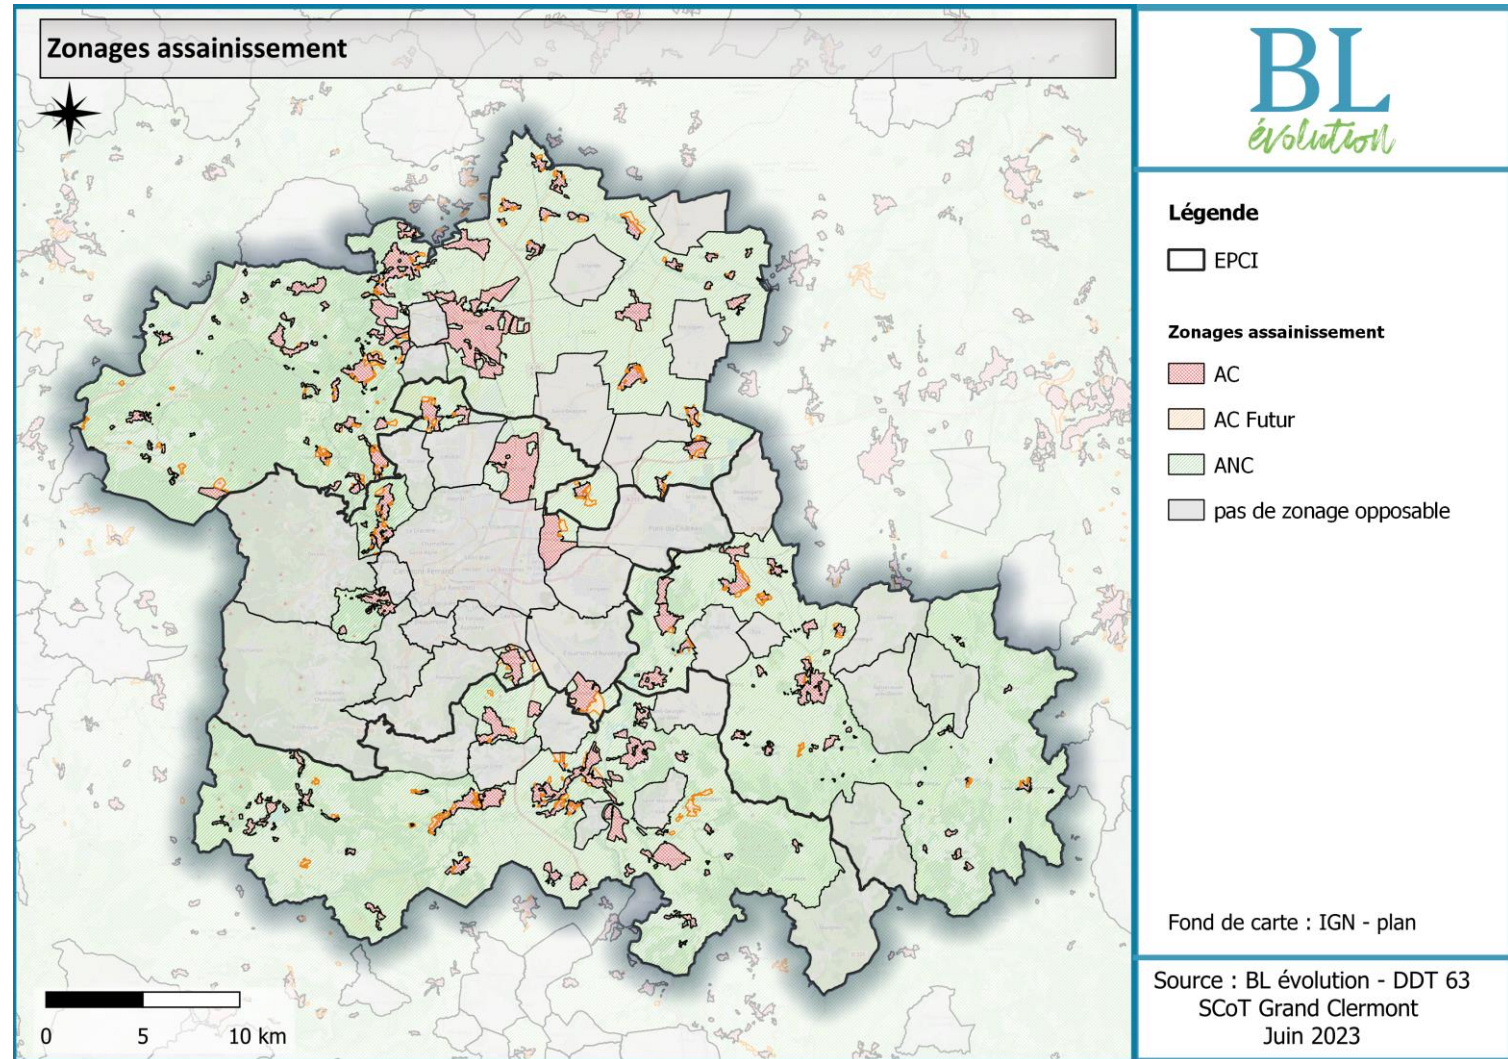 Zonages assainissement
BL
évolution
Légende
EPCI
Zonages assainissement
AC
AC Futur
ANC
pas de zonage opposable
Fond de carte : IGN - plan
Source : BL évolution - DDT 63
SCoT Grand Clermont
Juin 2023
0 5 10 km